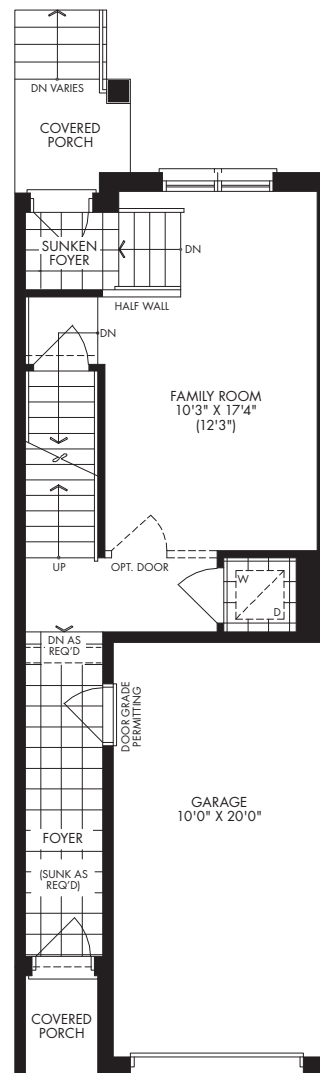 DN VARIES
COVERED
PORCH
SUNKEN
FOYER
DN
HALF WALL
DN
FAMILY ROOM
10'3" X 17'4"
(12'3")
UP
OPT. DOOR
W
D
DN AS
REQ'D
DOOR GRADE
PERMITTING
GARAGE
10'0" X 20'0"
FOYER
(SUNK AS
REQ'D)
COVERED
PORCH